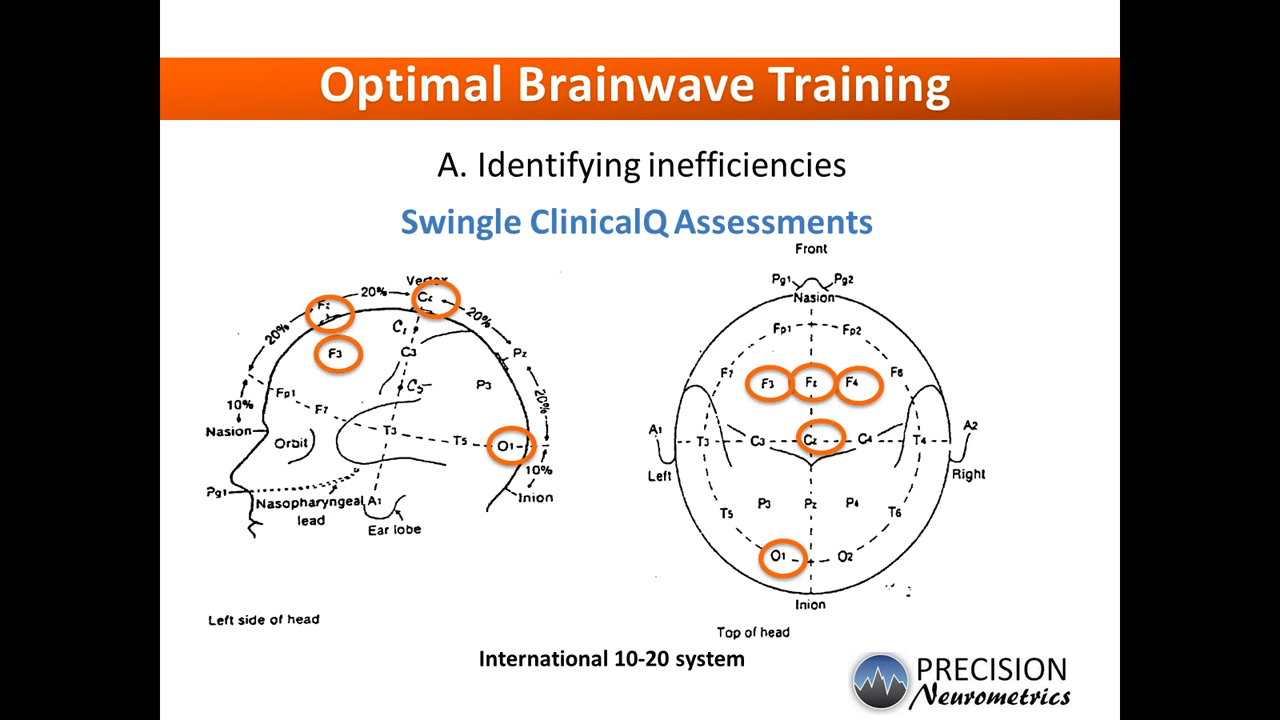 Optimal Brainwave Training
A. Identifying inefficiencies
Swingle ClinicalQ Assessments
Vertex
20%
Cz
20%
Fz
20%
C1
F3
C3
Pz
C5
P3
20%
Fp1
10%
F7
Nasion
T3
Orbit
T5
O1
10%
Pg1
Nasopharyngeal
lead
A1
Inion
Ear lobe
Left side of head
Front
Pg1
Pg2
Nasion
Fp1
Fp2
F7
F3
Fz
F4
F8
A1
A2
T3
C3
Cz
C4
T4
Left
Right
P3
Pz
P4
T5
T6
O1
O2
Inion
Top of head
International 10-20 system
PRECISION
Neurometrics